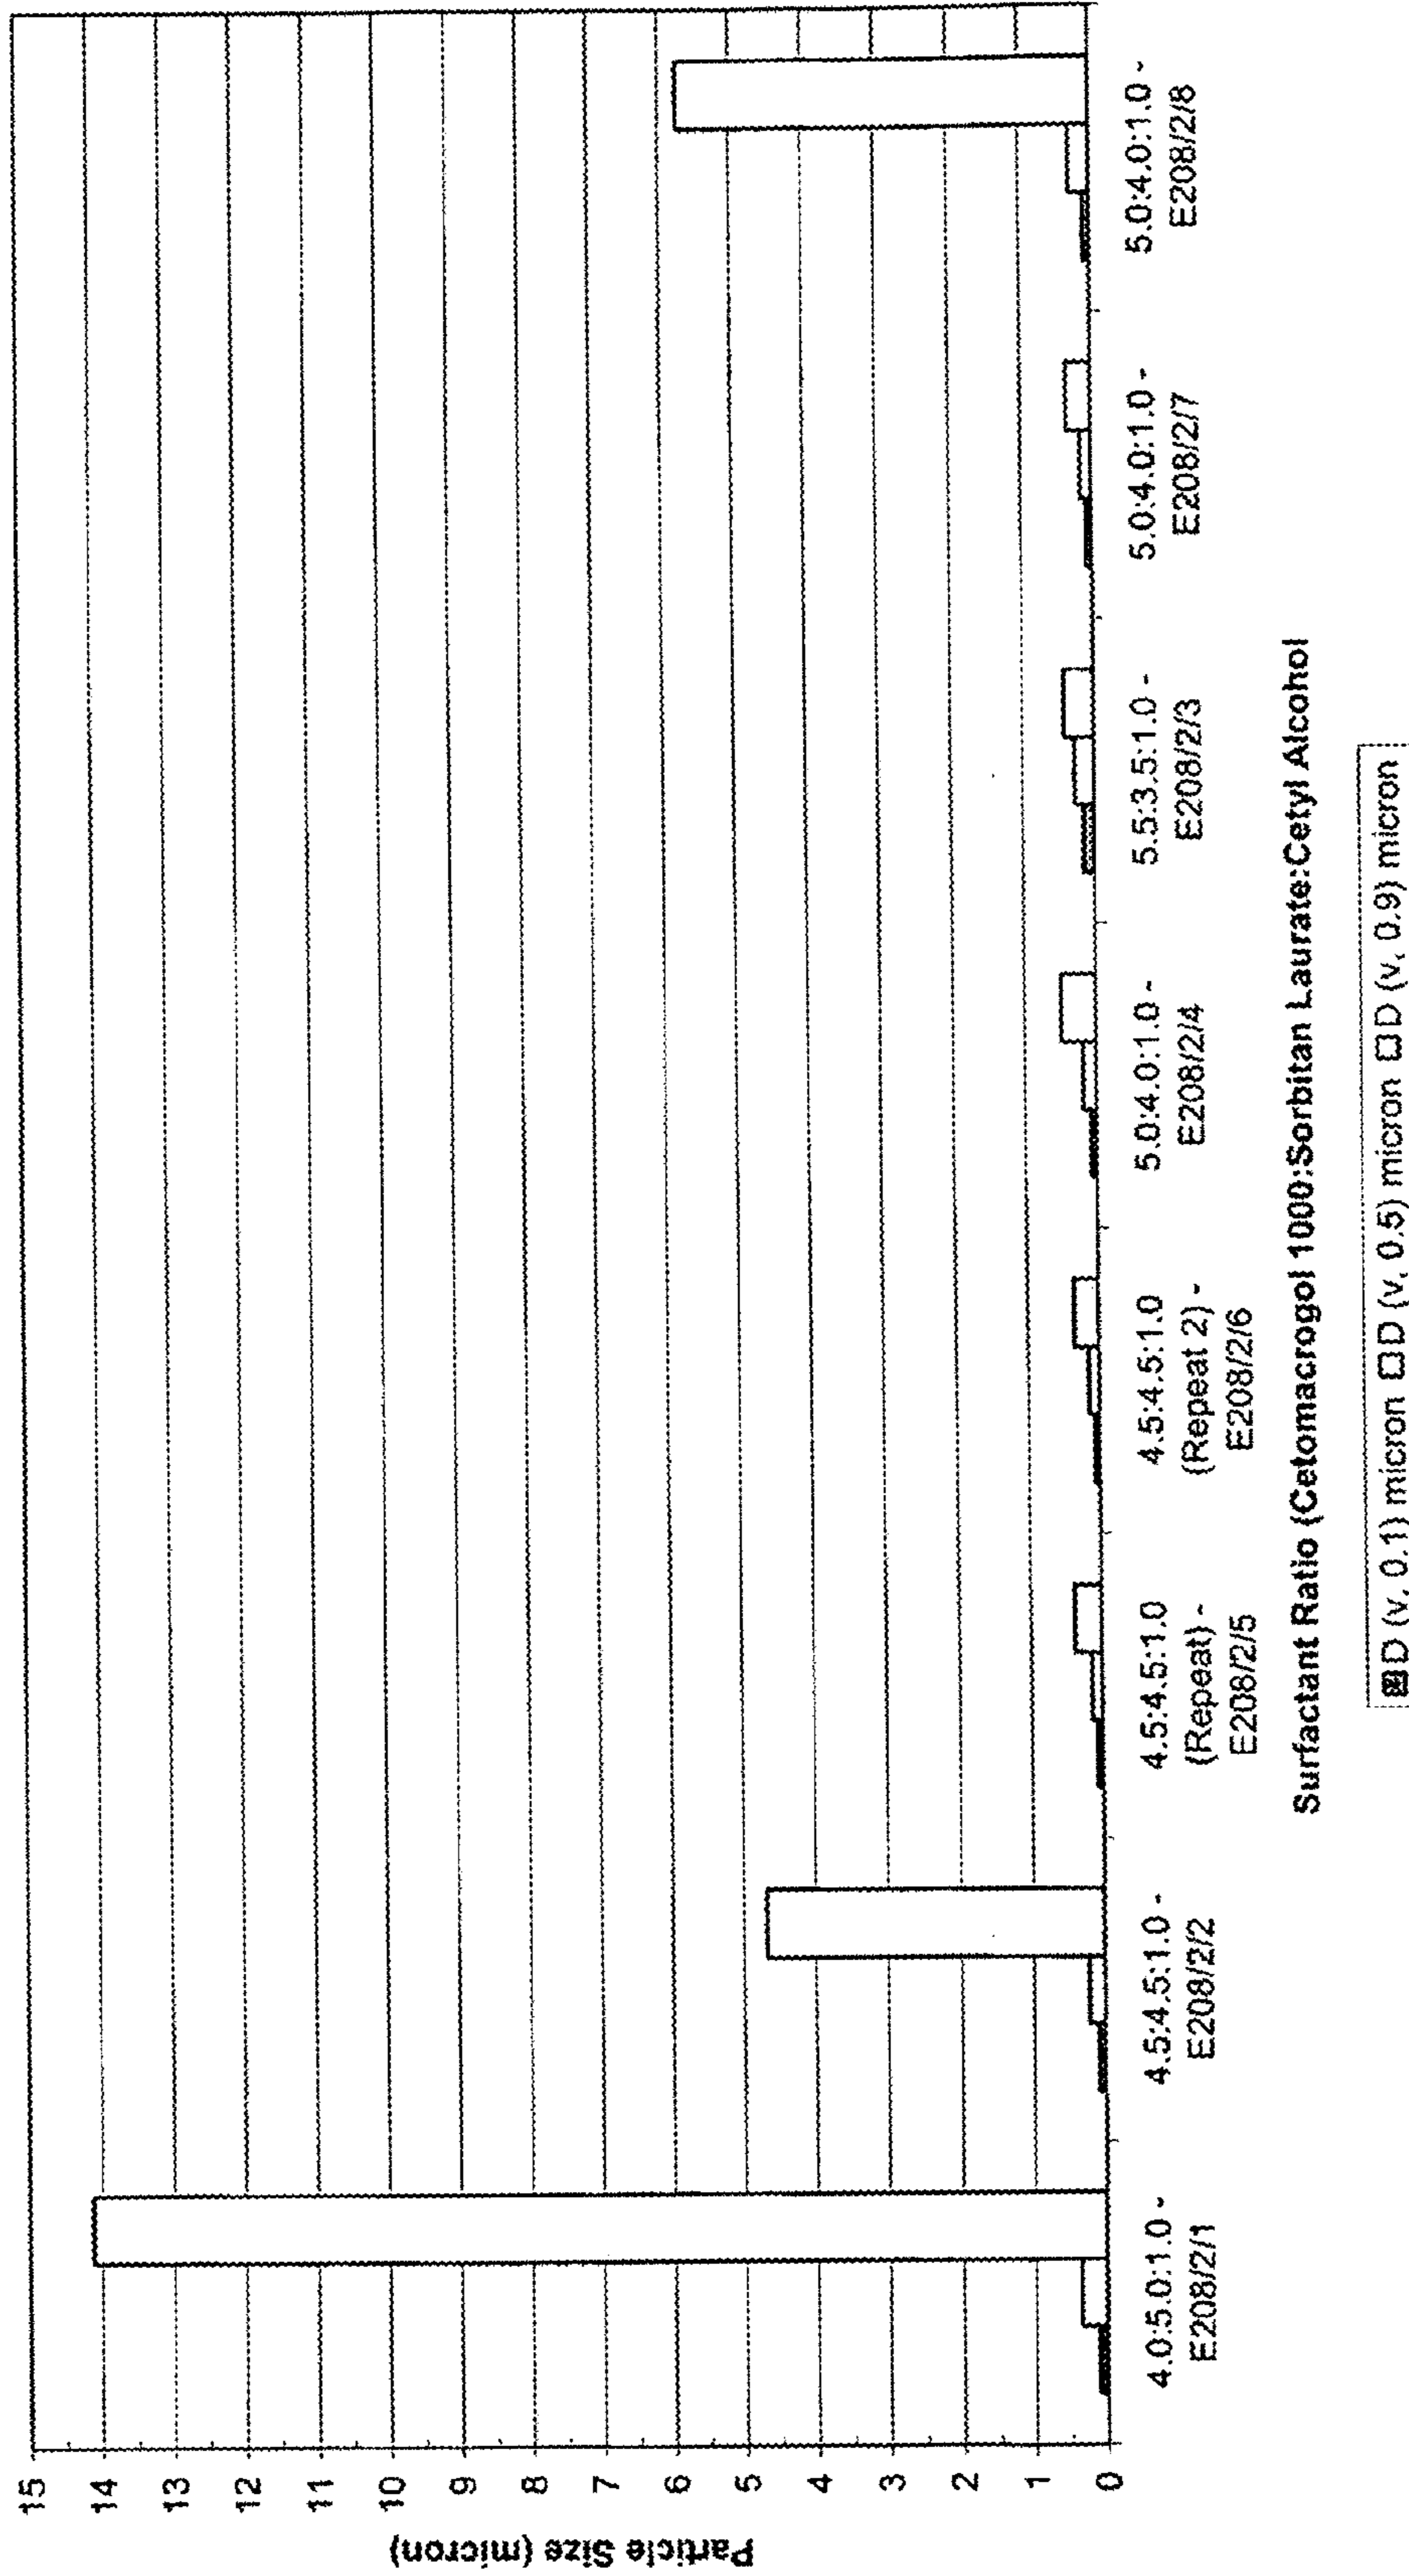 Particle Size (micron)
15
14
13
12
11
10
9
8
7
6
5
4
3
2
1
0
4.0:5.0:1.0 -
E208/2/1
4.5:4.5:1.0 -
E208/2/2
4.5:4.5:1.0
(Repeat) -
E208/2/5
4.5:4.5:1.0
(Repeat 2) -
E208/2/6
5.0:4.0:1.0 -
E208/2/4
5.5:3.5:1.0 -
E208/2/3
5.0:4.0:1.0 -
E208/2/7
5.0:4.0:1.0 -
E208/2/8
Surfactant Ratio (Cetomacrogol 1000:Sorbitan Laurate:Cetyl Alcohol
D (v, 0.1) micron D (v, 0.5) micron D (v, 0.9) micron